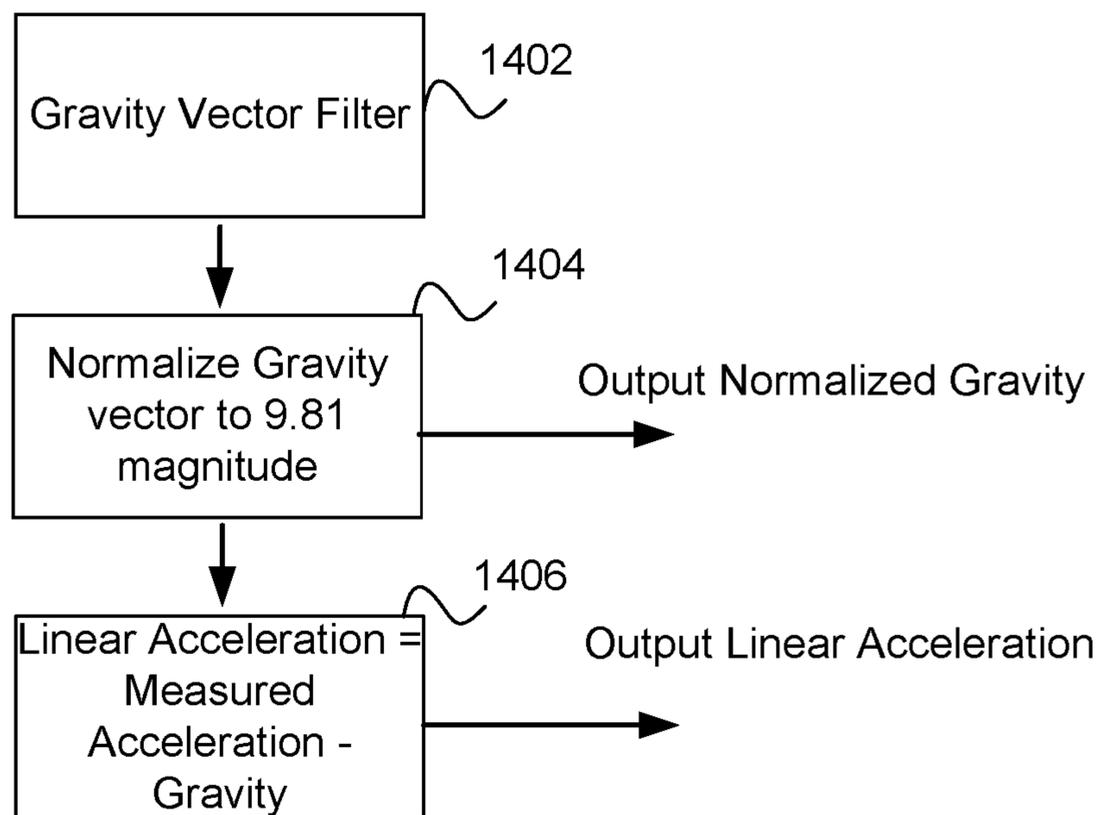 1402
Gravity Vector Filter
1404
Normalize Gravity
vector to 9.81
magnitude
Output Normalized Gravity
1406
Linear Acceleration =
Measured
Acceleration -
Gravity
Output Linear Acceleration